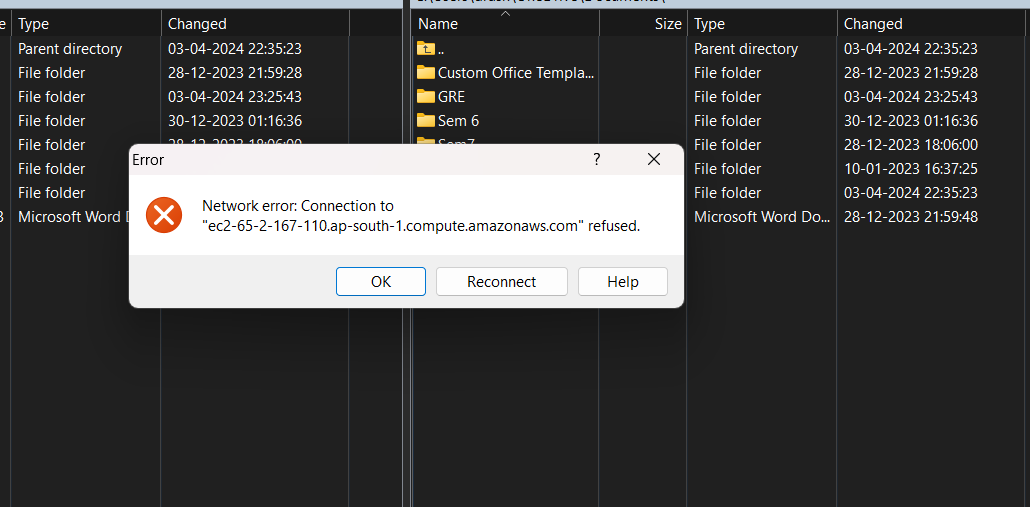 Type Changed
Name Size Type Changed
Parent directory 03-04-2024 22:35:23
.. Parent directory 03-04-2024 22:35:23
File folder 28-12-2023 21:59:28
Custom Office Templa... File folder 28-12-2023 21:59:28
File folder 03-04-2024 23:25:43
GRE File folder 03-04-2024 23:25:43
File folder 30-12-2023 01:16:36
Sem 6 File folder 30-12-2023 01:16:36
File folder 28-12-2023 18:06:00
Sem7 File folder 28-12-2023 18:06:00
File folder
File folder 10-01-2023 16:37:25
File folder
File folder 03-04-2024 22:35:23
Microsoft Word
Microsoft Word Do... 28-12-2023 21:59:48
Error
?
Network error: Connection to
"ec2-65-2-167-110.ap-south-1.compute.amazonaws.com" refused.
OK Reconnect Help